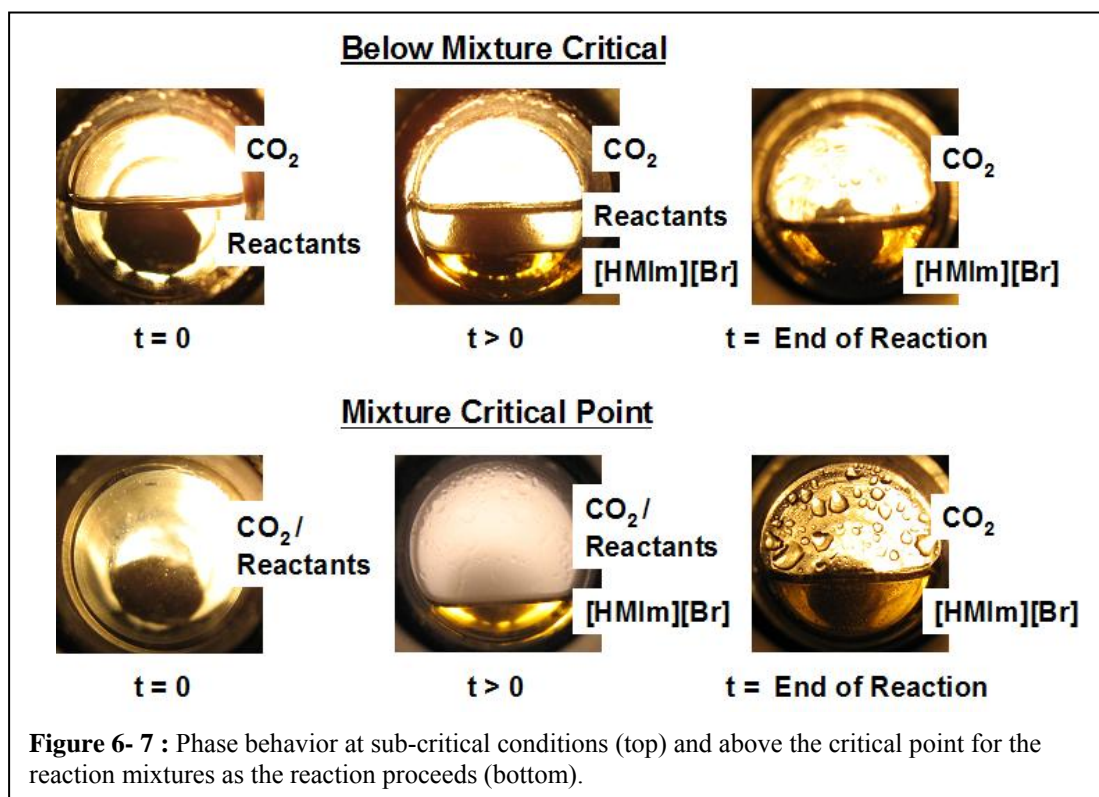 Below Mixture Critical
CO₂
Reactants
t = 0
CO₂
Reactants
[HMIm][Br]
t > 0
CO₂
[HMIm][Br]
t = End of Reaction
Mixture Critical Point
CO₂ /
Reactants
t = 0
CO₂ /
Reactants
[HMIm][Br]
t > 0
CO₂
[HMIm][Br]
t = End of Reaction
Figure 6- 7 : Phase behavior at sub-critical conditions (top) and above the critical point for the
reaction mixtures as the reaction proceeds (bottom).